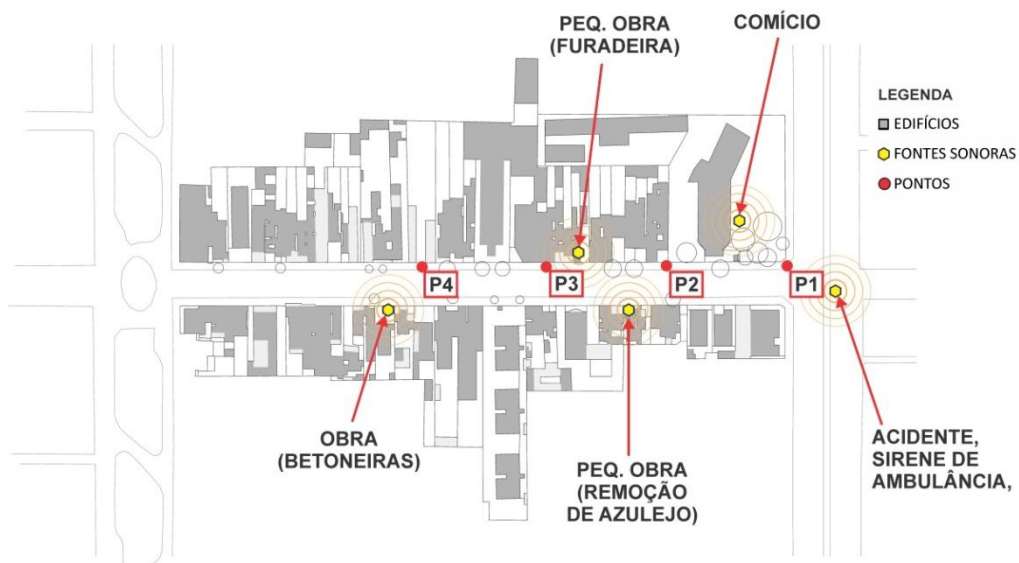 PEQ. OBRA
(FURADEIRA)
COMÍCIO
LEGENDA
EDIFÍCIOS
FONTES SONORAS
PONTOS
P4
P3
P2
P1
OBRA
(BETONEIRAS)
PEQ. OBRA
(REMOÇÃO
DE AZULEJO)
ACIDENTE,
SIRENE DE
AMBULÂNCIA,